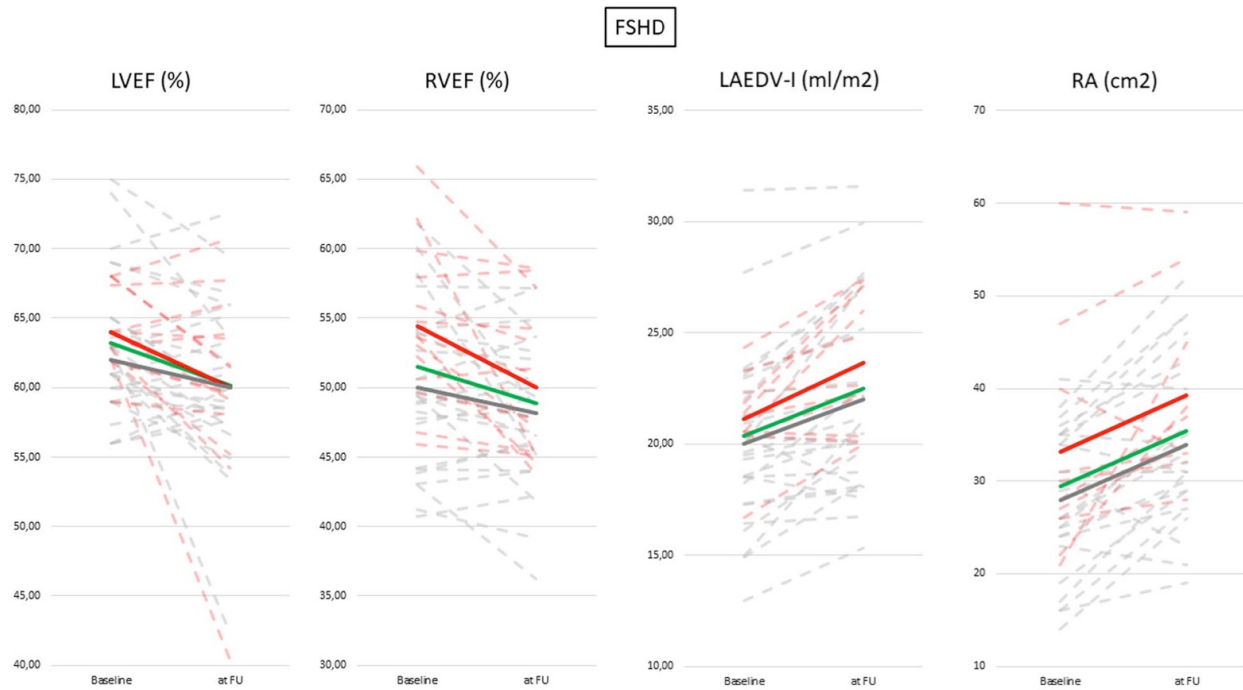 FSHD
LVEF (%)
80,00
75,00
70,00
65,00
60,00
55,00
50,00
45,00
40,00
Baseline
at FU
RVEF (%)
70,00
65,00
60,00
55,00
50,00
45,00
40,00
35,00
30,00
Baseline
at FU
LAEDV-I (ml/m2)
35,00
30,00
25,00
20,00
15,00
10,00
Baseline
at FU
RA (cm2)
70
60
50
40
30
20
10
Baseline
at FU